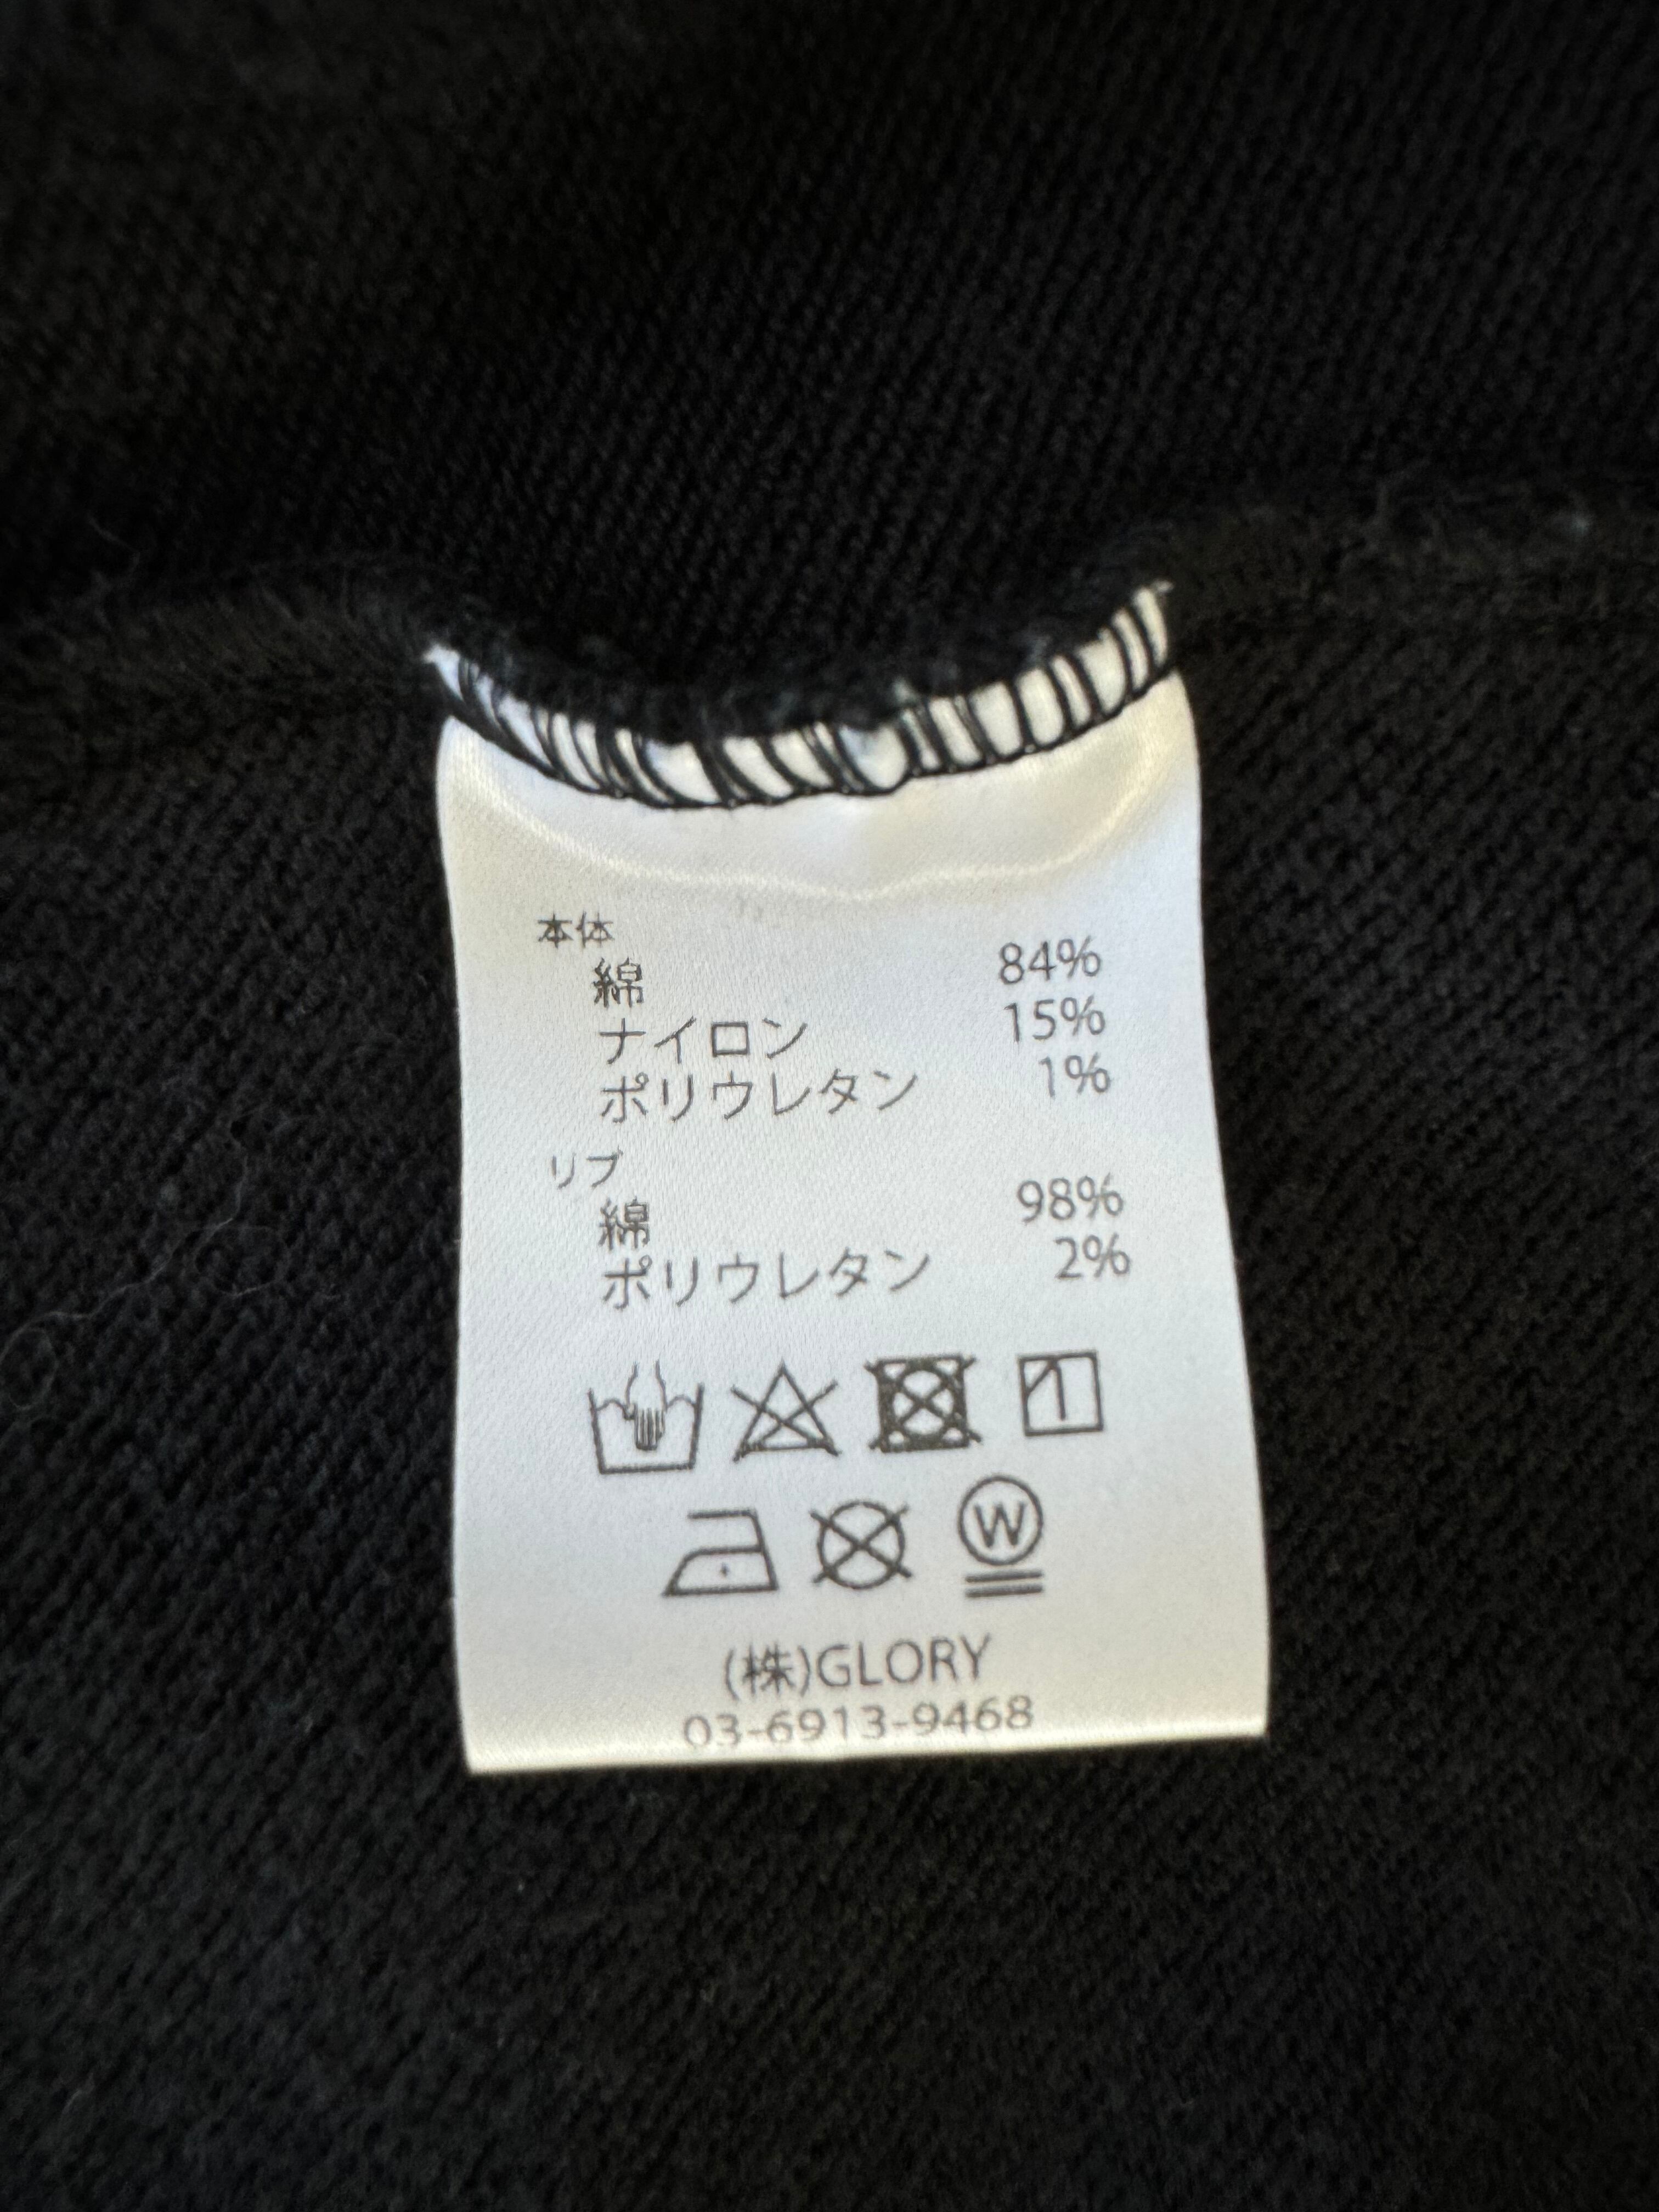 本体
綿 84%
ナイロン 15%
ポリウレタン 1%
リブ
綿 98%
ポリウレタン 2%
W
(株)GLORY
03-6913-9468